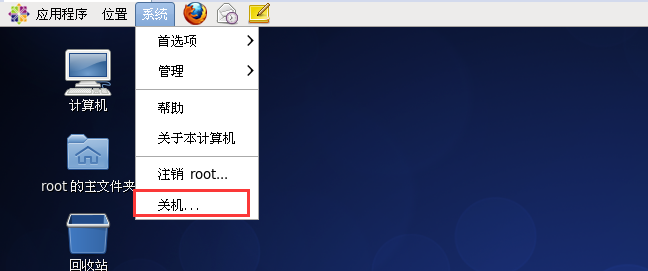 应用程序 位置 系统
首选项
管理
帮助
关于本计算机
注销 root...
关机...
计算机
root 的主文件夹
回收站